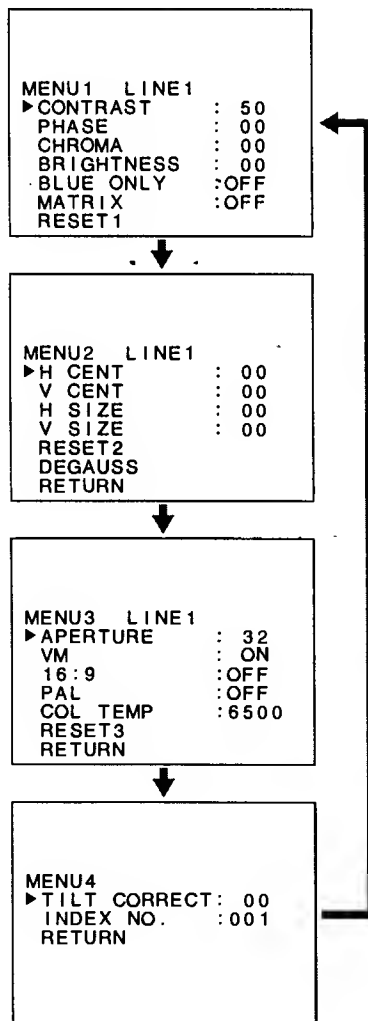 MENU1 LINE1
▶CONTRAST : 50
PHASE : 00
CHROMA : 00
BRIGHTNESS : 00
BLUE ONLY :OFF
MATRIX :OFF
RESET1
MENU2 LINE1
▶H CENT : 00
V CENT : 00
H SIZE : 00
V SIZE : 00
RESET2
DEGAUSS
RETURN
MENU3 LINE1
▶APERTURE : 32
VM : ON
16:9 :OFF
PAL :OFF
COL TEMP :6500
RESET3
RETURN
MENU4
▶TILT CORRECT: 00
INDEX NO. :001
RETURN